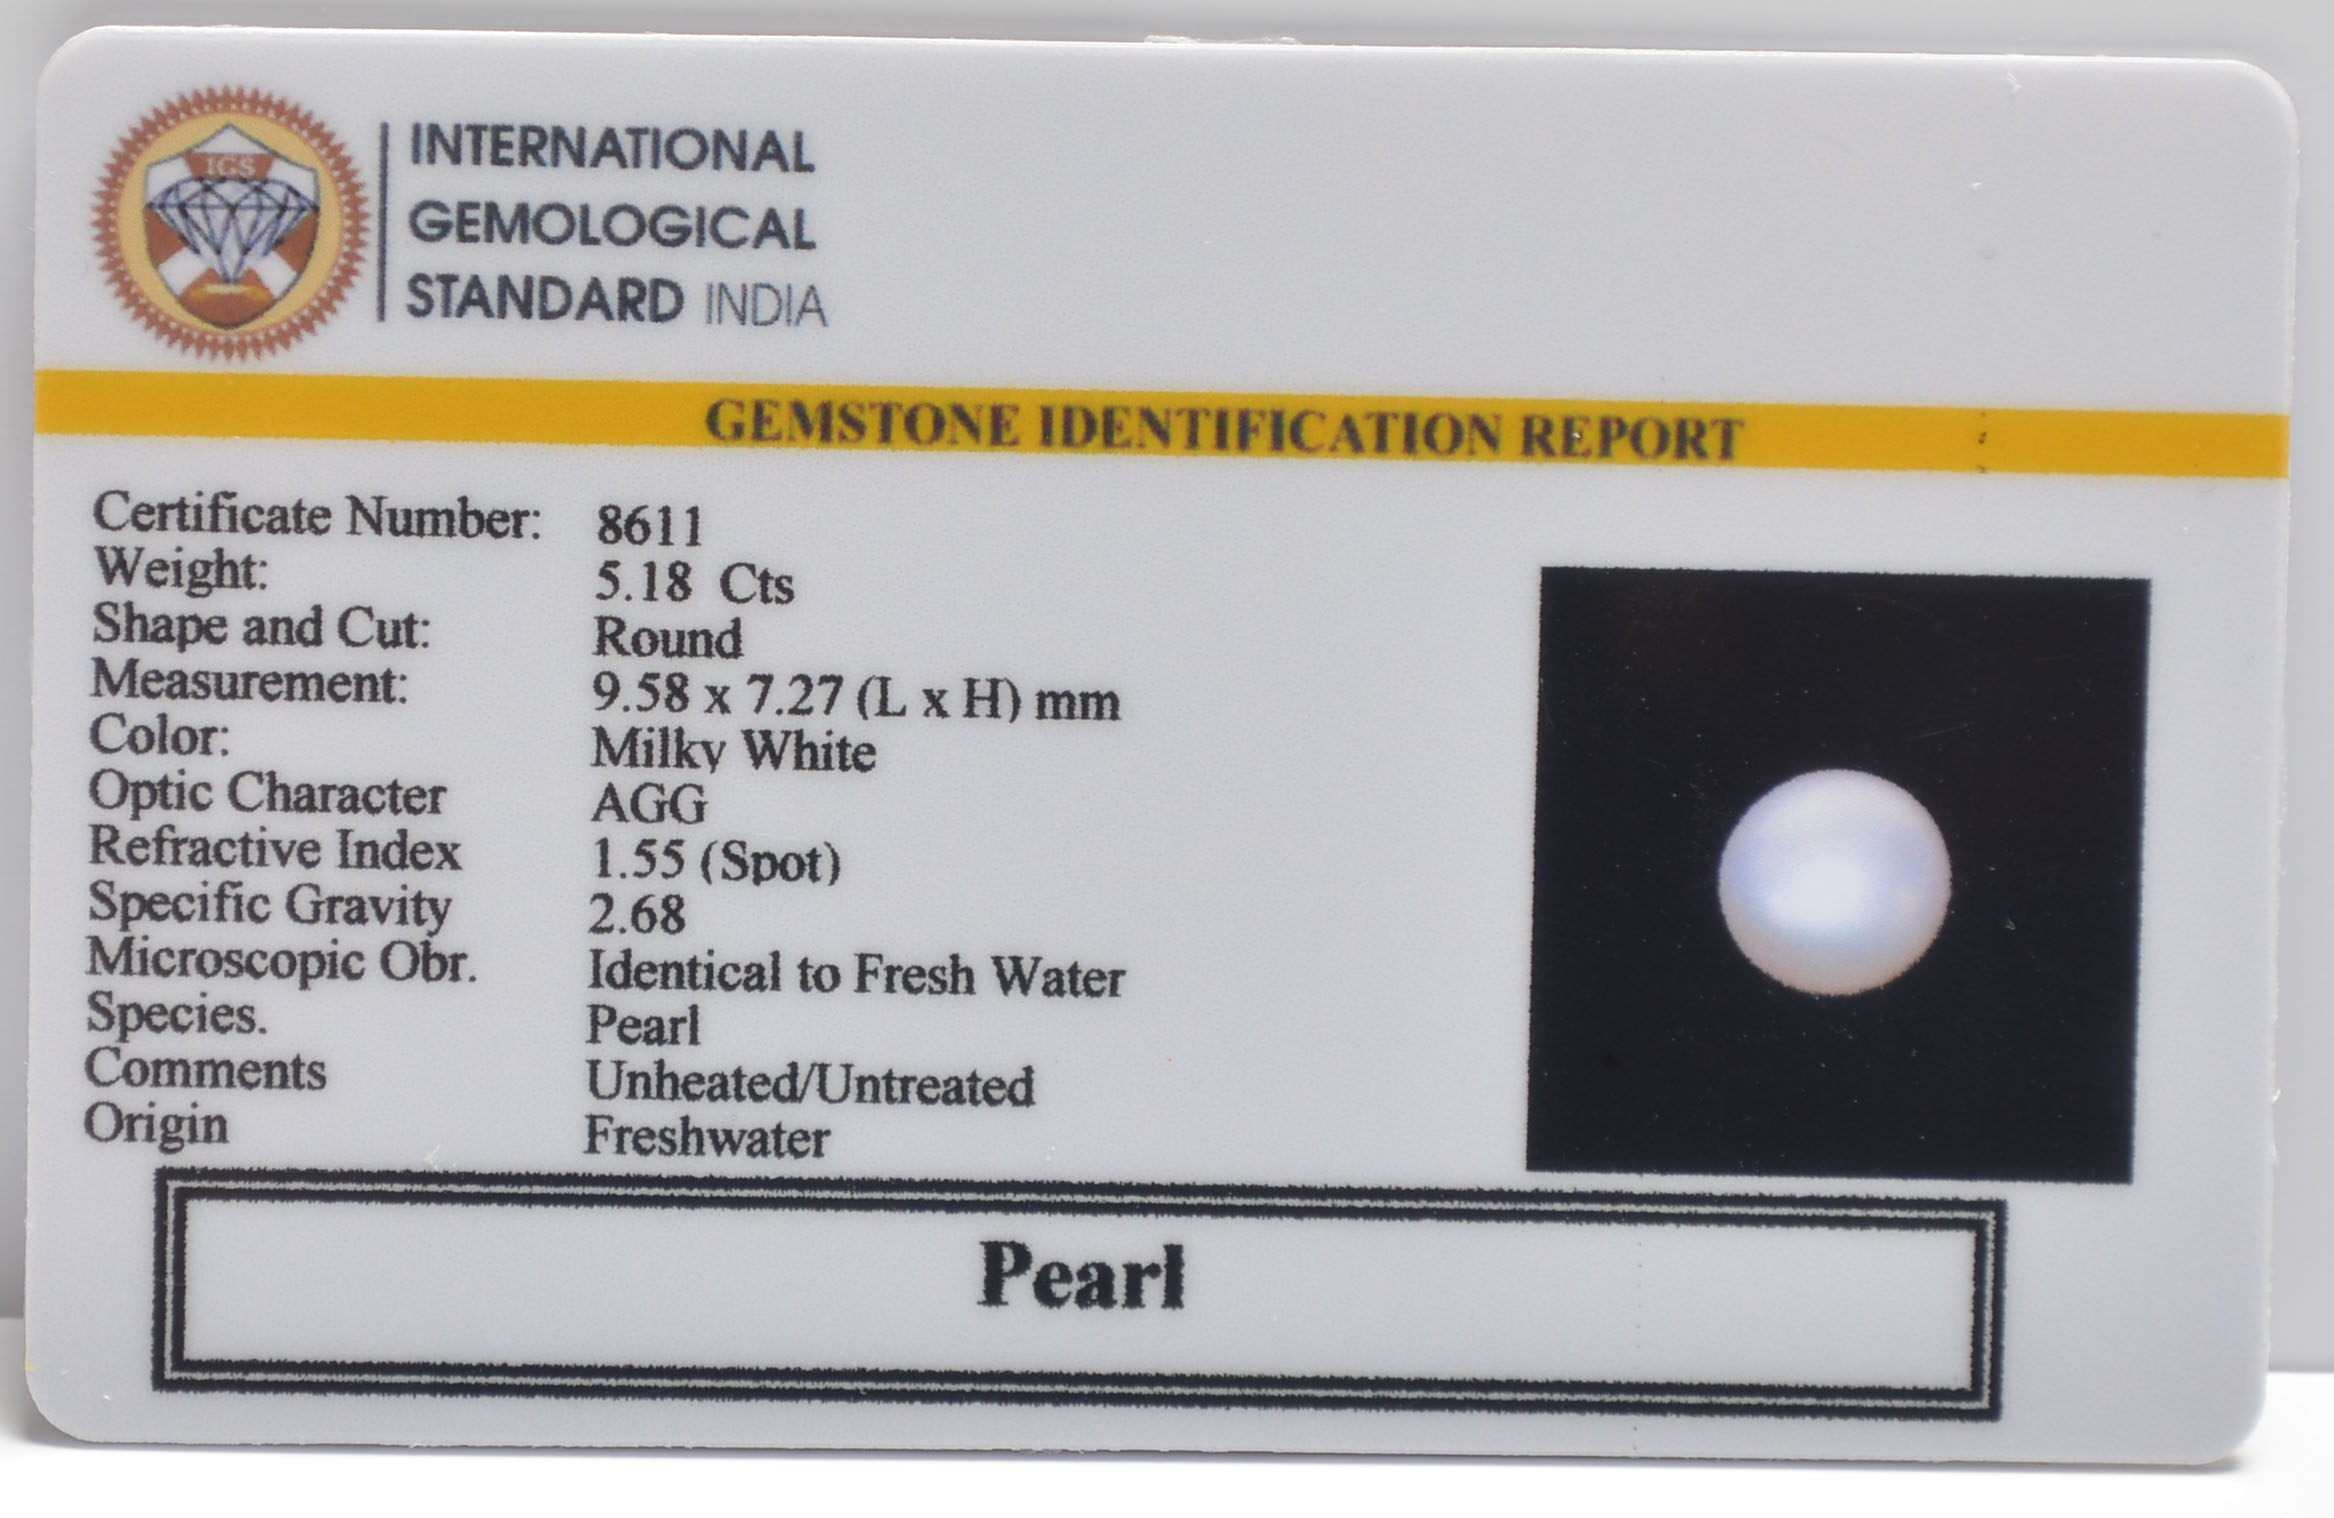 IGS
INTERNATIONAL
GEMOLOGICAL
STANDARD INDIA
GEMSTONE IDENTIFICATION REPORT
Certificate Number: 8611
Weight: 5.18 Cts
Shape and Cut: Round
Measurement: 9.58 x 7.27 (L x H) mm
Color: Milky White
Optic Character AGG
Refractive Index 1.55 (Spot)
Specific Gravity 2.68
Microscopic Obr. Identical to Fresh Water
Species. Pearl
Comments Unheated/Untreated
Origin Freshwater
Pearl